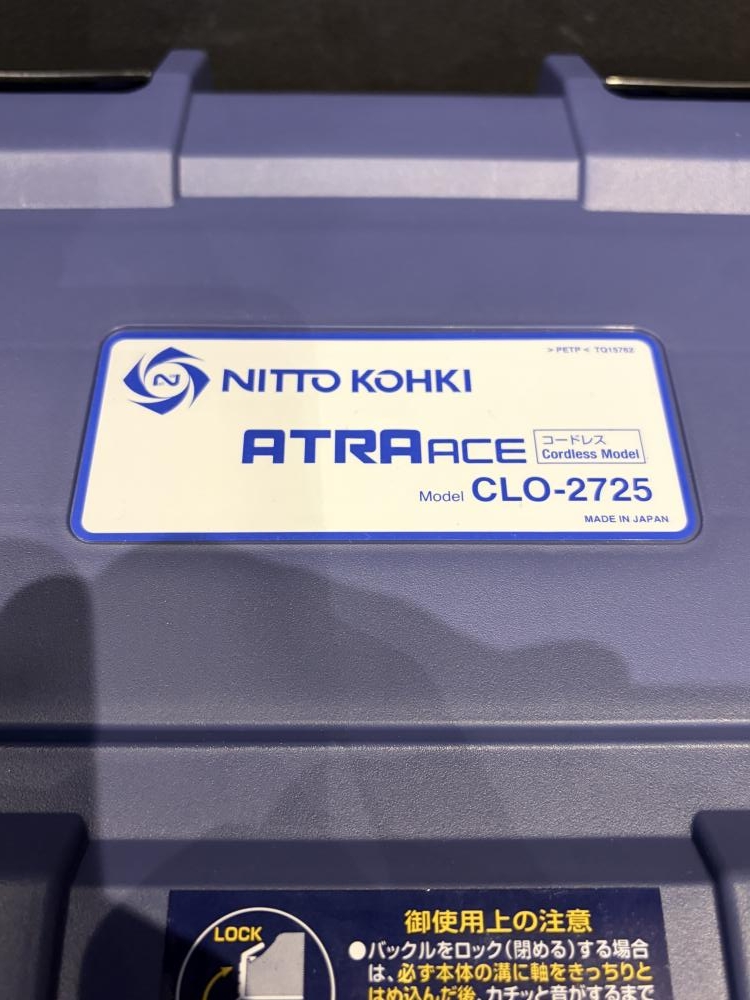 > PETP < TQ15762
NITTO KOHKI
ATRA ACE
コードレス
Cordless Model
Model CLO-2725
MADE IN JAPAN
LOCK
御使用上の注意
●バックルをロック(閉める)する場合
は、必ず本体の溝に軸をきっちりと
はめ込んだ後、カチッと音がするまで